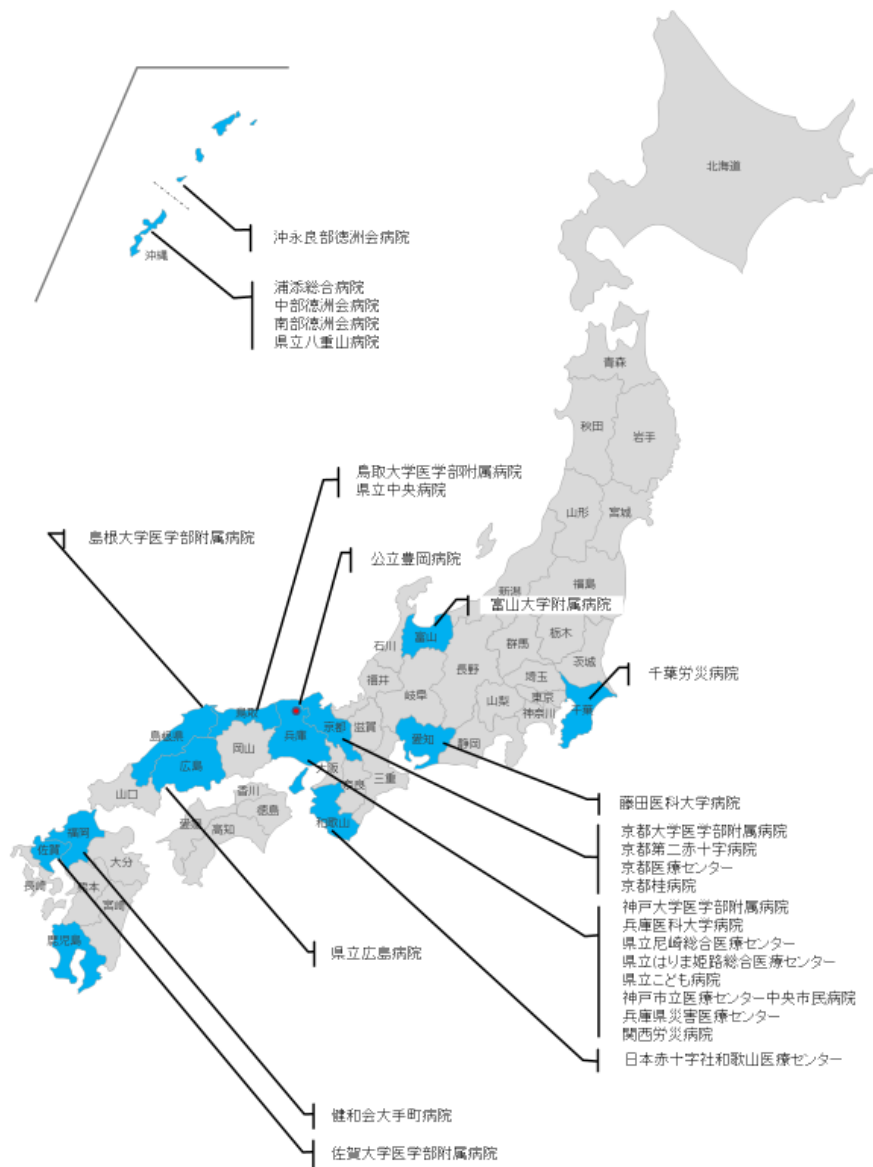 北海道
沖永良部徳洲会病院
沖縄
浦添総合病院
中部徳洲会病院
南部徳洲会病院
県立八重山病院
青森
秋田
岩手
鳥取大学医学部附属病院
県立中央病院
山形
宮城
島根大学医学部附属病院
公立豊岡病院
新潟
福島
富山大学附属病院
富山
石川
群馬
栃木
長野
茨城
千葉労災病院
福井
岐阜
埼玉
山梨
東京
神奈川
千葉
鳥取
京都
滋賀
島根県
兵庫
愛知
静岡
岡山
広島
大阪
三重
奈良
山口
香川
徳島
愛媛
高知
和歌山
藤田医科大学病院
福岡
佐賀
大分
長崎
熊本
宮崎
京都大学医学部附属病院
京都第二赤十字病院
京都医療センター
京都桂病院
神戸大学医学部附属病院
兵庫医科大学病院
県立尼崎総合医療センター
県立はりま姫路総合医療センター
県立こども病院
神戸市立医療センター中央市民病院
兵庫県災害医療センター
関西労災病院
鹿児島
県立広島病院
日本赤十字社和歌山医療センター
健和会大手町病院
佐賀大学医学部附属病院